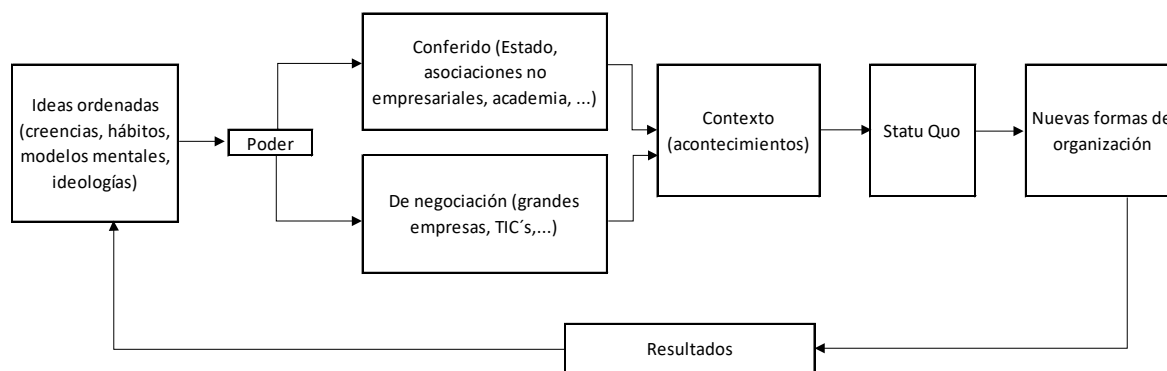 Ideas ordenadas
(creencias, hábitos,
modelos mentales,
ideologías)
Poder
Conferido (Estado,
asociaciones no
empresariales, academia, ...)
De negociación (grandes
empresas, TIC´s,...)
Contexto
(acontecimientos)
Statu Quo
Nuevas formas de
organización
Resultados